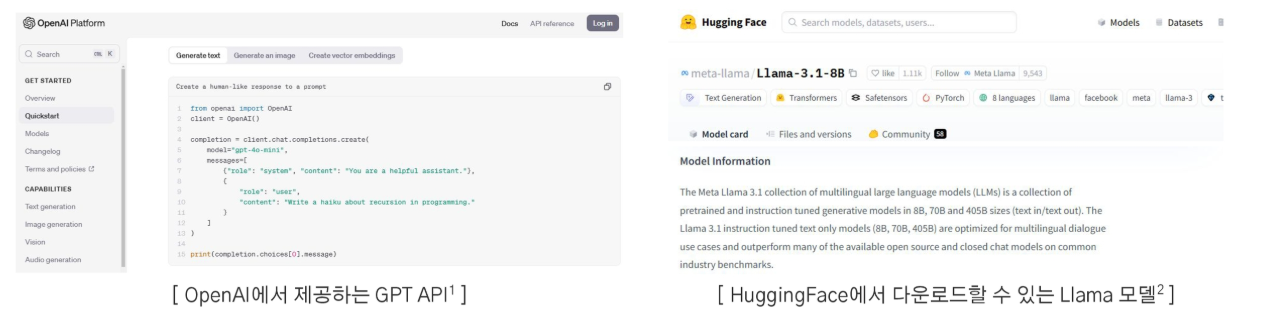 OpenAI Platform
Docs API reference Log in
Search Ctrl K
GET STARTED
Overview
Quickstart
Models
Changelog
Terms and policies
CAPABILITIES
Text generation
Image generation
Vision
Audio generation
Generate text Generate an image Create vector embeddings
Create a human-like response to a prompt
1 from openai import OpenAI
2 client = OpenAI()
3
4 completion = client.chat.completions.create(
5 model="gpt-4o-mini",
6 messages=[
7 {"role": "system", "content": "You are a helpful assistant."},
8 {
9 "role": "user",
10 "content": "Write a haiku about recursion in programming."
11 }
12 ]
13 )
14
15 print(completion.choices[0].message)
[ OpenAI에서 제공하는 GPT API¹ ]
Hugging Face Search models, datasets, users... Models Datasets
meta-llama/Llama-3.1-8B like 1.11k Follow Meta Llama 9,543
Text Generation Transformers Safetensors PyTorch 8 languages llama facebook meta llama-3 t
Model card Files and versions Community 58
Model Information
The Meta Llama 3.1 collection of multilingual large language models (LLMs) is a collection of
pretrained and instruction tuned generative models in 8B, 70B and 405B sizes (text in/text out). The
Llama 3.1 instruction tuned text only models (8B, 70B, 405B) are optimized for multilingual dialogue
use cases and outperform many of the available open source and closed chat models on common
industry benchmarks.
[ HuggingFace에서 다운로드할 수 있는 Llama 모델² ]